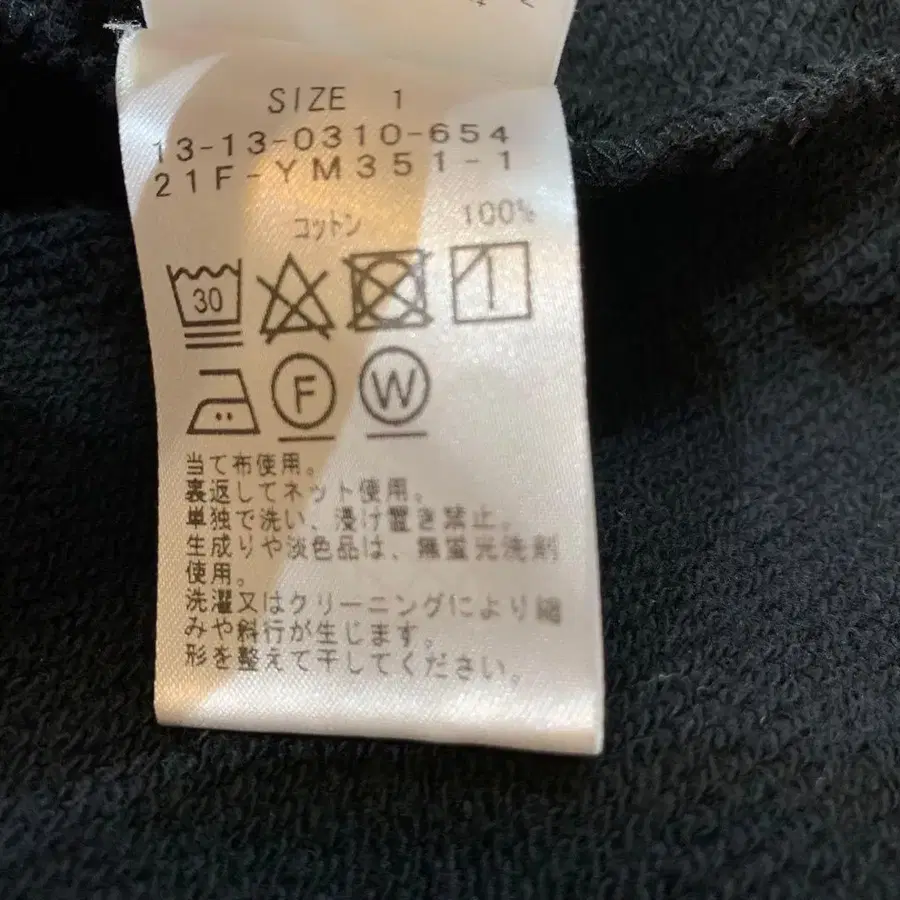 SIZE 1
13-13-0310-654
21F-YM351-1
コットン 100%
30
F W
当て布使用。
裏返してネット使用。
単独で洗い、浸け置き禁止。
生成りや淡色品は、無蛍光洗剤
使用。
洗濯又はクリーニングにより縮
みや斜行が生じます。
形を整えて干してください。